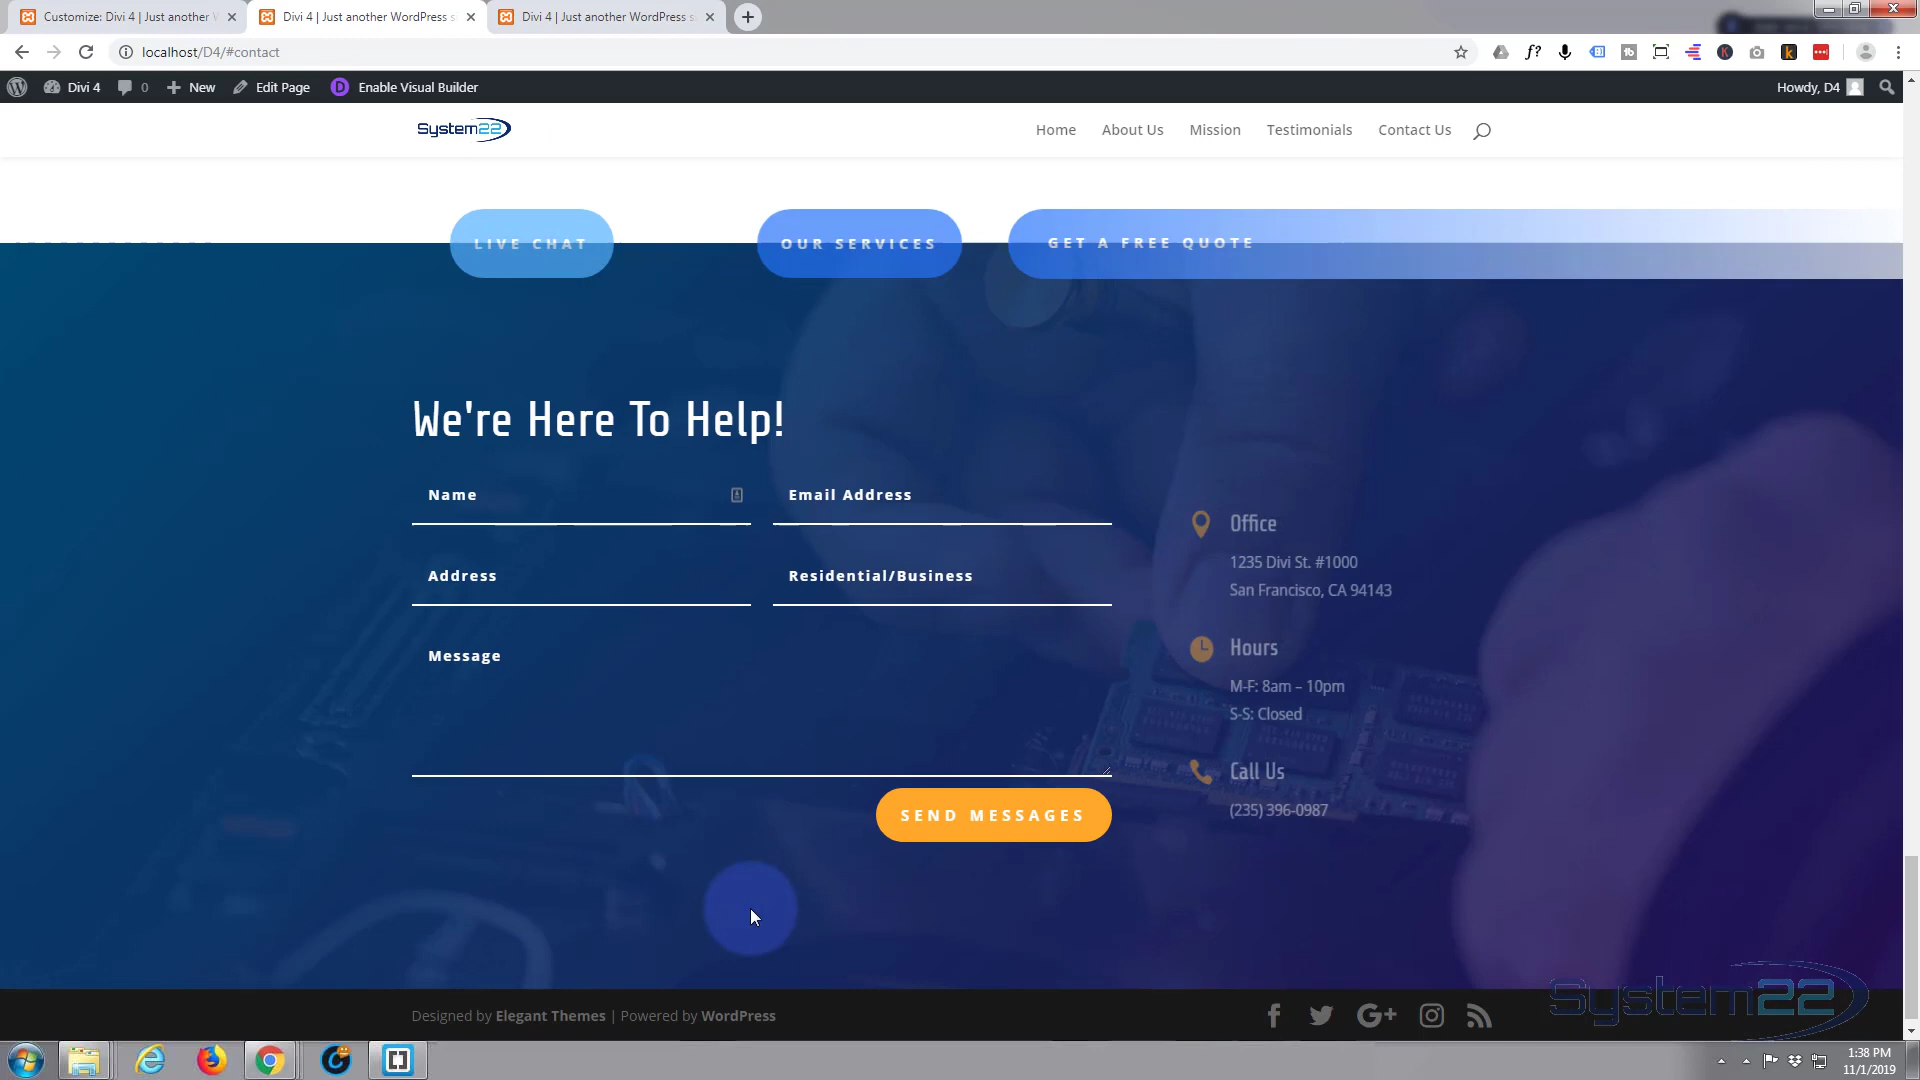 Customize: Divi 4 | Just another W
Divi 4 | Just another WordPress s
Divi 4 | Just another WordPress s
localhost/D4/#contact
Divi 4
0
New
Edit Page
Enable Visual Builder
Howdy, D4
System22
Home
About Us
Mission
Testimonials
Contact Us
LIVE CHAT
OUR SERVICES
GET A FREE QUOTE
We're Here To Help!
Name
Email Address
Address
Residential/Business
Message
SEND MESSAGES
Office
1235 Divi St. #1000
San Francisco, CA 94143
Hours
M-F: 8am – 10pm
S-S: Closed
Call Us
(235) 396-0987
Designed by Elegant Themes | Powered by WordPress
System22
1:38 PM
11/1/2019